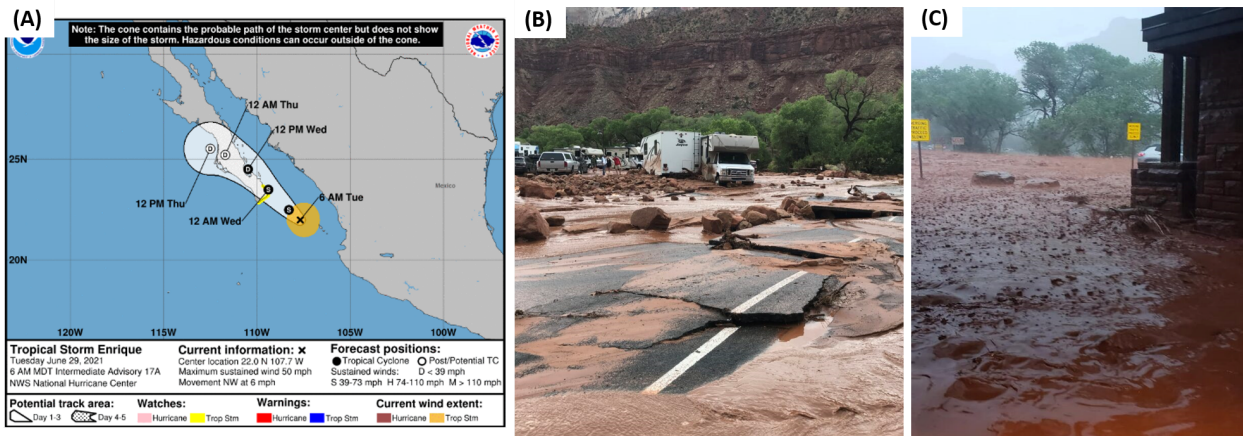 (A)
Note: The cone contains the probable path of the storm center but does not show
the size of the storm. Hazardous conditions can occur outside of the cone.
12 AM Thu
12 PM Wed
25N
D
D
D
S
S
12 PM Thu
12 AM Wed
6 AM Tue
Mexico
20N
120W 115W 110W 105W 100W
Tropical Storm Enrique
Tuesday June 29, 2021
6 AM MDT Intermediate Advisory 17A
NWS National Hurricane Center
Current information: ×
Center location 22.0 N 107.7 W
Maximum sustained wind 50 mph
Movement NW at 6 mph
Forecast positions:
● Tropical Cyclone ○ Post/Potential TC
Sustained winds: D < 39 mph
S 39-73 mph H 74-110 mph M > 110 mph
Potential track area:
Day 1-3 Day 4-5
Watches:
Hurricane Trop Stm
Warnings:
Hurricane Trop Stm
Current wind extent:
Hurricane Trop Stm
(B)
(C)